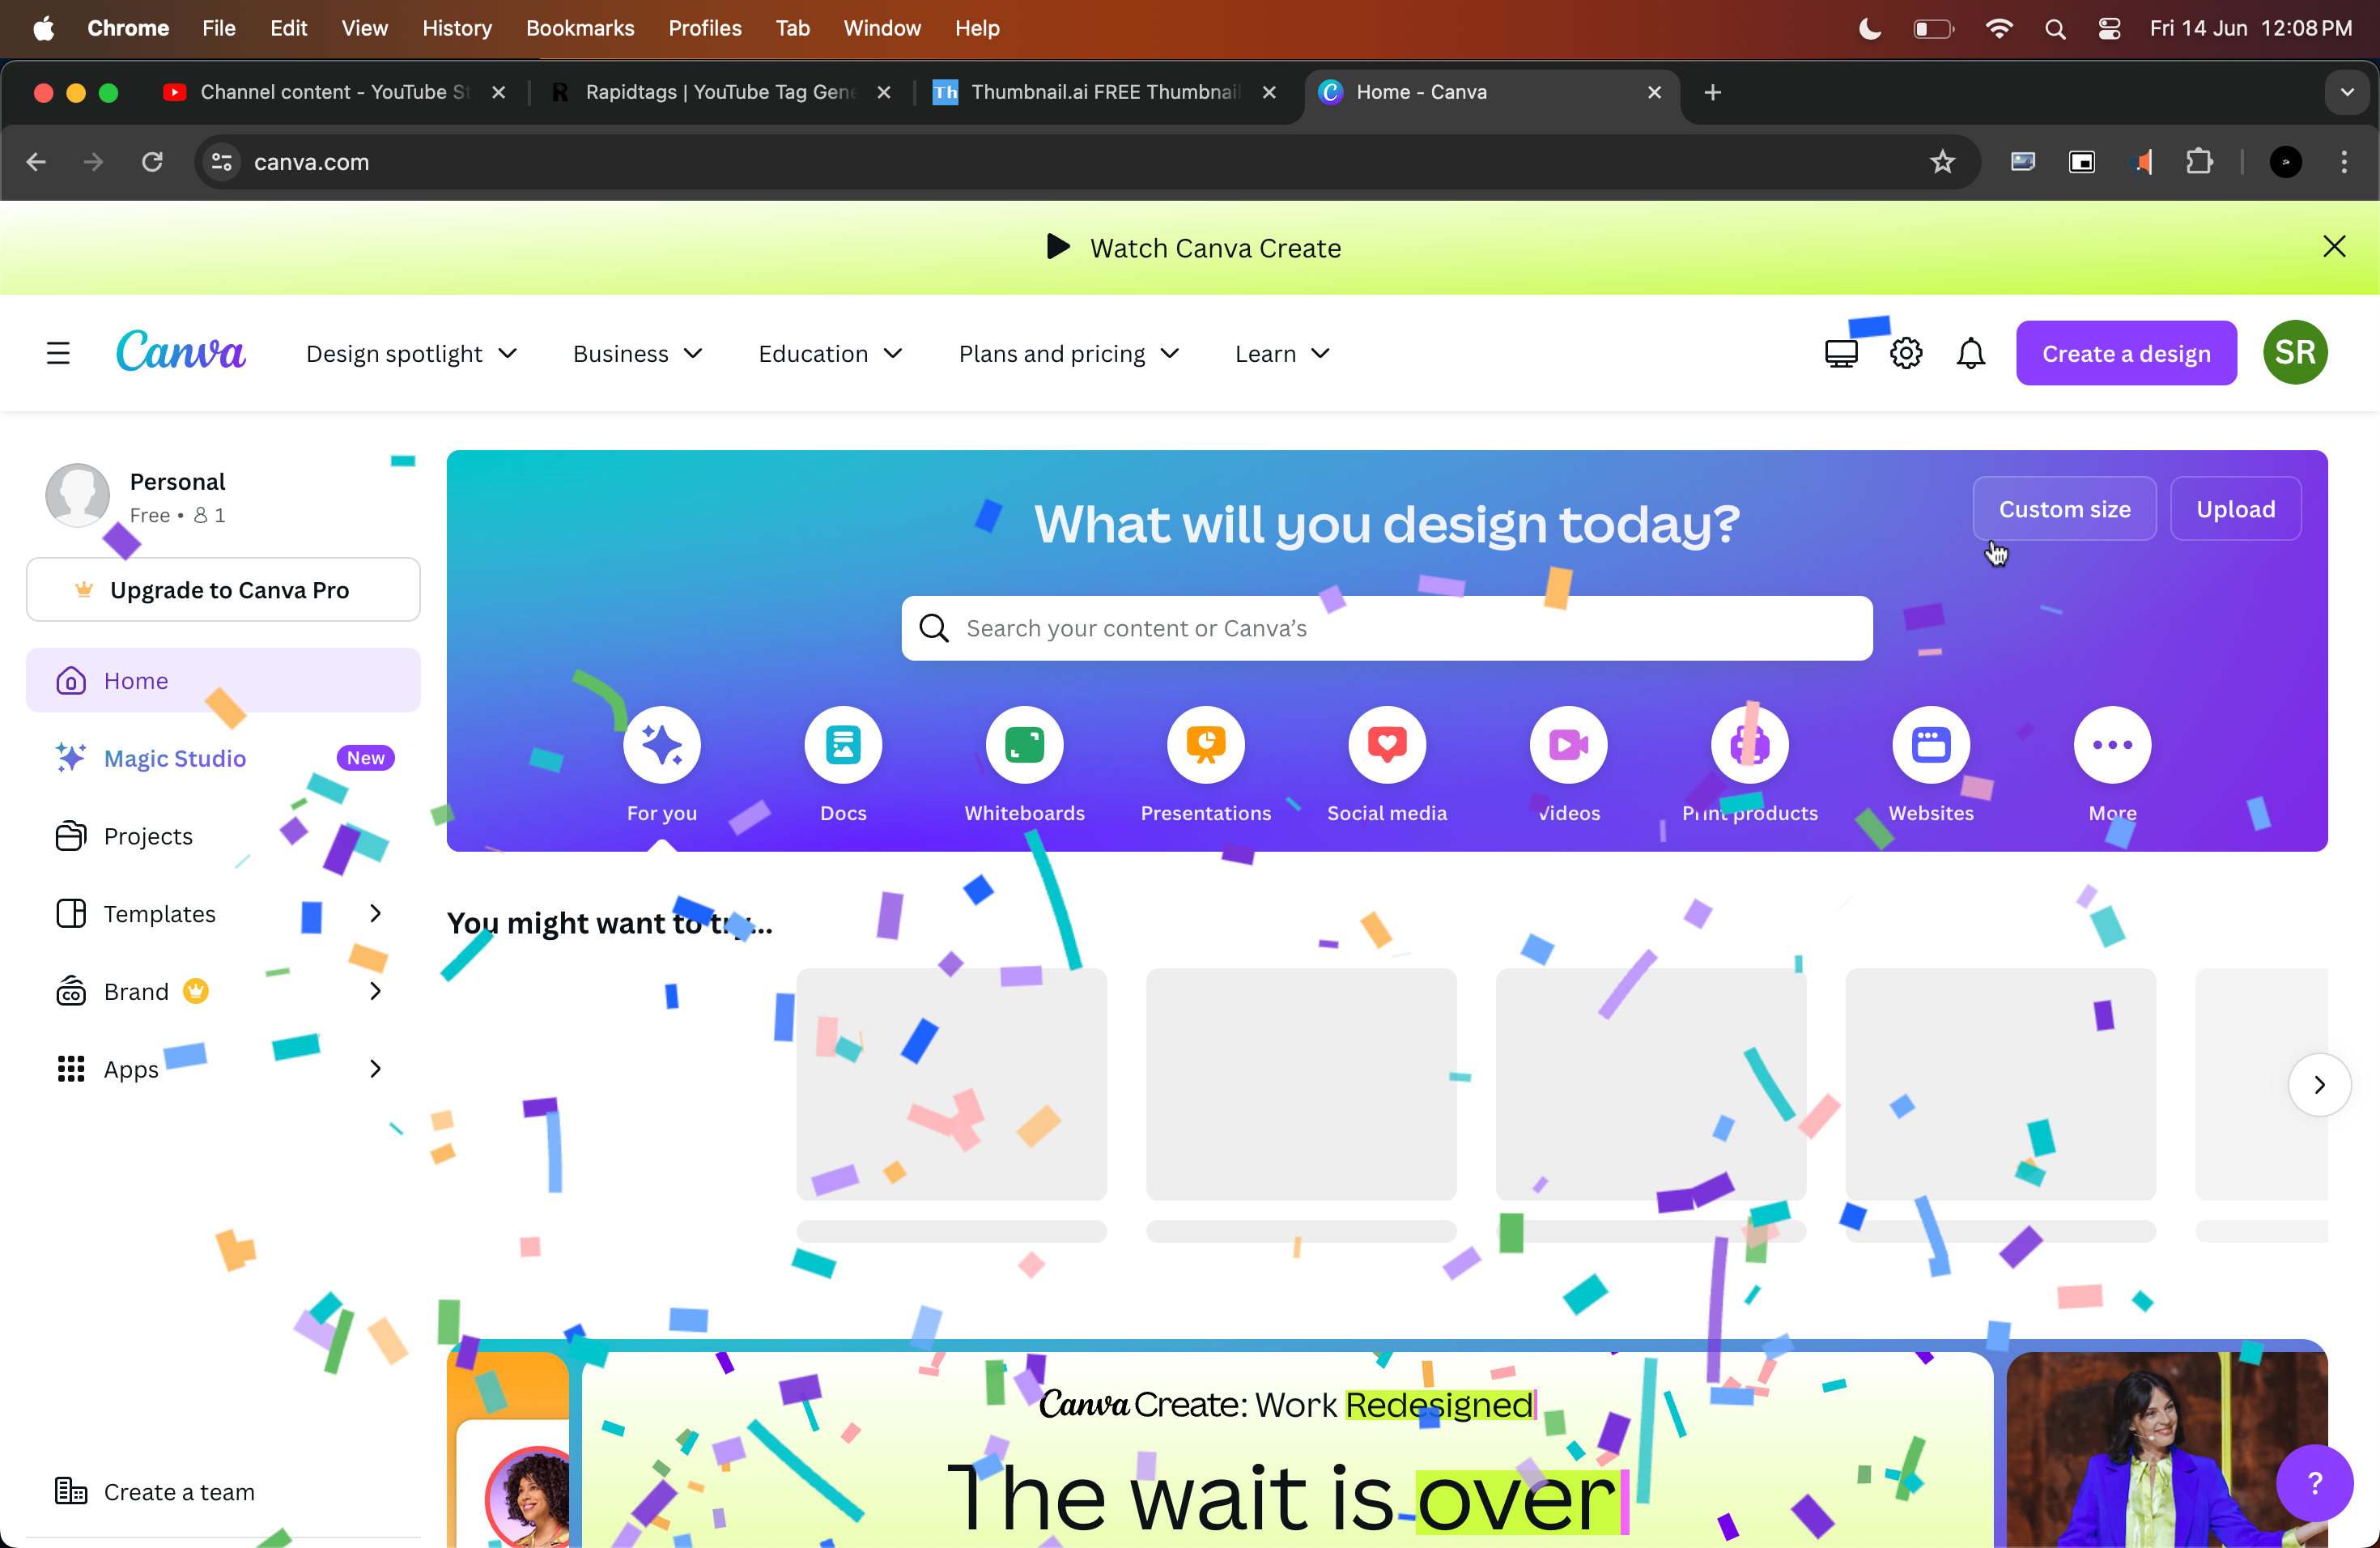 Chrome File Edit View History Bookmarks Profiles Tab Window Help Fri 14 Jun 12:08 PM
Channel content - YouTube St Rapidtags | YouTube Tag Gene Th Thumbnail.ai FREE Thumbnail Home - Canva
canva.com
Watch Canva Create
Canva Design spotlight Business Education Plans and pricing Learn Create a design SR
Personal
Free • 1
Upgrade to Canva Pro
Home
Magic Studio New
Projects
Templates
Brand
Apps
Create a team
What will you design today?
Custom size Upload
Search your content or Canva's
For you Docs Whiteboards Presentations Social media Videos Print products Websites More
You might want to try...
Canva Create: Work Redesigned
The wait is over
?